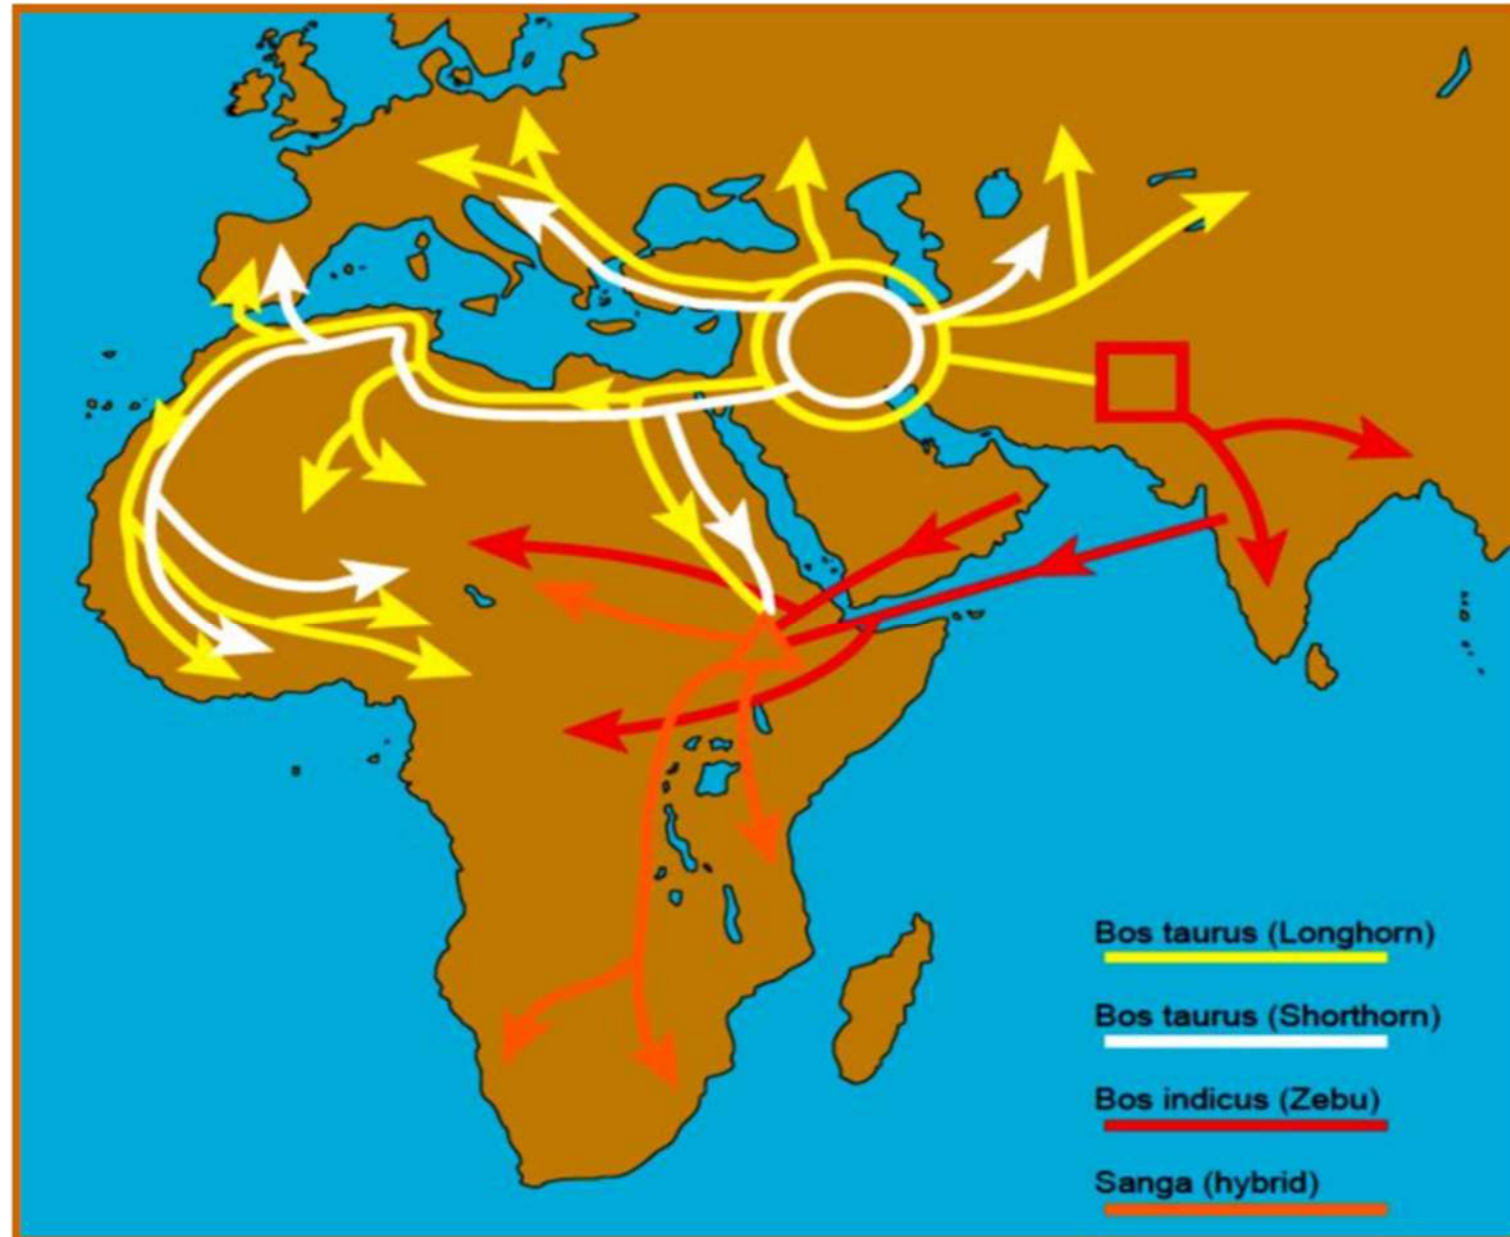 Bos taurus (Longhorn)
Bos taurus (Shorthorn)
Bos indicus (Zebu)
Sanga (hybrid)